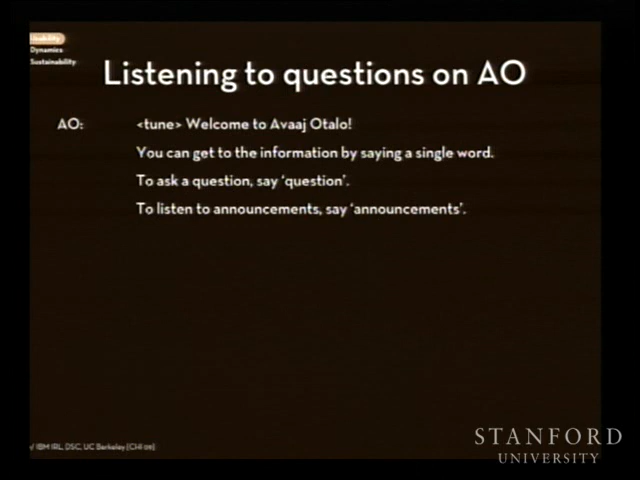 Usability
Dynamics
Sustainability
Listening to questions on AO
AO: <tune> Welcome to Avaaj Otalo!
You can get to the information by saying a single word.
To ask a question, say ‘question’.
To listen to announcements, say ‘announcements’.
/ IBM IRL, DSC, UC Berkeley [CHI 09]
STANFORD
UNIVERSITY